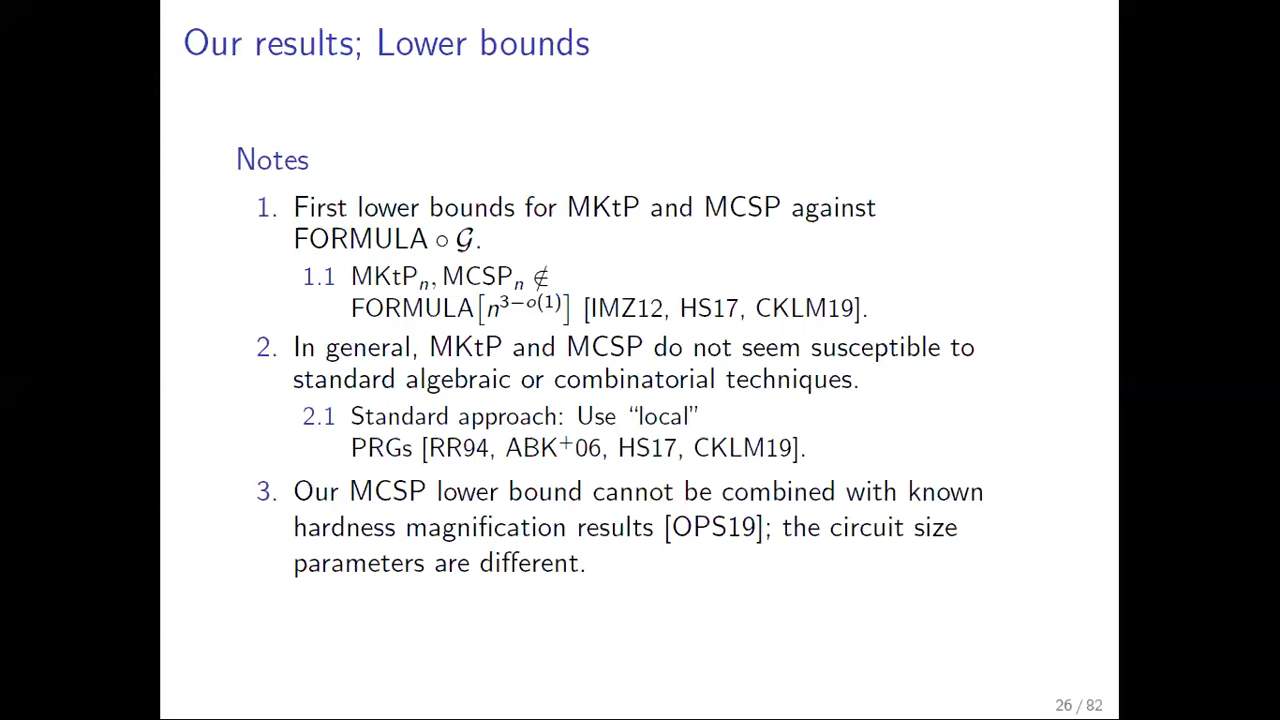 Our results; Lower bounds
Notes
1. First lower bounds for MKtP and MCSP against
FORMULA ∘ 𝒢.
1.1 MKtPₙ, MCSPₙ ∉
FORMULA[n^{3−o(1)}] [IMZ12, HS17, CKLM19].
2. In general, MKtP and MCSP do not seem susceptible to
standard algebraic or combinatorial techniques.
2.1 Standard approach: Use “local”
PRGs [RR94, ABK⁺06, HS17, CKLM19].
3. Our MCSP lower bound cannot be combined with known
hardness magnification results [OPS19]; the circuit size
parameters are different.
26 / 82